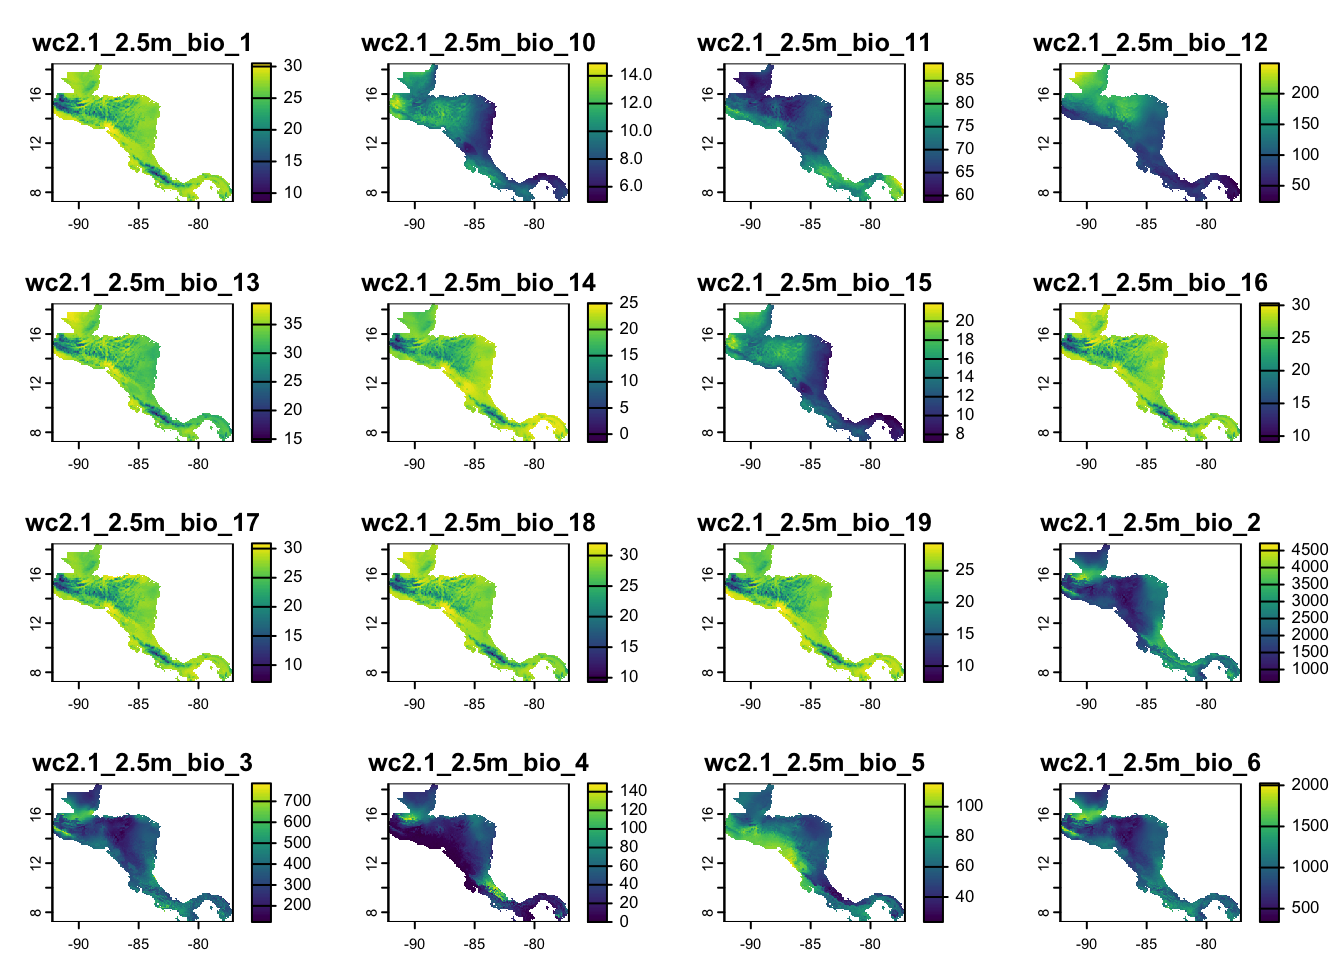 wc2.1_2.5m_bio_1 wc2.1_2.5m_bio_10 wc2.1_2.5m_bio_11 wc2.1_2.5m_bio_12
16 12 8 -90 -85 -80 30 25 20 15 10
16 12 8 -90 -85 -80 14.0 12.0 10.0 8.0 6.0
16 12 8 -90 -85 -80 85 80 75 70 65 60
16 12 8 -90 -85 -80 200 150 100 50
wc2.1_2.5m_bio_13 wc2.1_2.5m_bio_14 wc2.1_2.5m_bio_15 wc2.1_2.5m_bio_16
16 12 8 -90 -85 -80 35 30 25 20 15
16 12 8 -90 -85 -80 25 20 15 10 5 0
16 12 8 -90 -85 -80 20 18 16 14 12 10 8
16 12 8 -90 -85 -80 30 25 20 15 10
wc2.1_2.5m_bio_17 wc2.1_2.5m_bio_18 wc2.1_2.5m_bio_19 wc2.1_2.5m_bio_2
16 12 8 -90 -85 -80 30 25 20 15 10
16 12 8 -90 -85 -80 30 25 20 15 10
16 12 8 -90 -85 -80 25 20 15 10
16 12 8 -90 -85 -80 4500 4000 3500 3000 2500 2000 1500 1000
wc2.1_2.5m_bio_3 wc2.1_2.5m_bio_4 wc2.1_2.5m_bio_5 wc2.1_2.5m_bio_6
16 12 8 -90 -85 -80 700 600 500 400 300 200
16 12 8 -90 -85 -80 140 120 100 80 60 40 20 0
16 12 8 -90 -85 -80 100 80 60 40
16 12 8 -90 -85 -80 2000 1500 1000 500